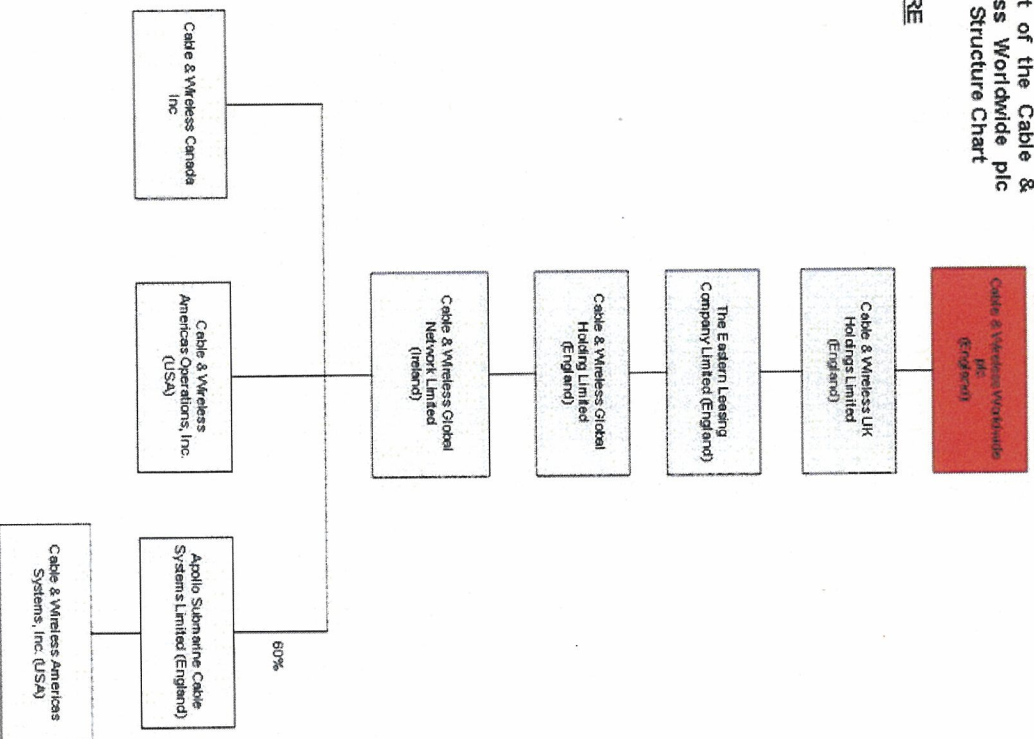 t of the Cable &
ss Worldwide plc
Structure Chart
RE
Cable & Wireless Worldwide
plc
(England)
Cable & Wireless UK
Holdings Limited
(England)
The Eastern Leasing
Company Limited (England)
Cable & Wireless Global
Holding Limited
(England)
Cable & Wireless Global
Network Limited
(Ireland)
Cable & Wireless Canada
Inc
Cable & Wireless
Americas Operations, Inc.
(USA)
60%
Apollo Submarine Cable
Systems Limited (England)
Cable & Wireless Americas
Systems, Inc. (USA)